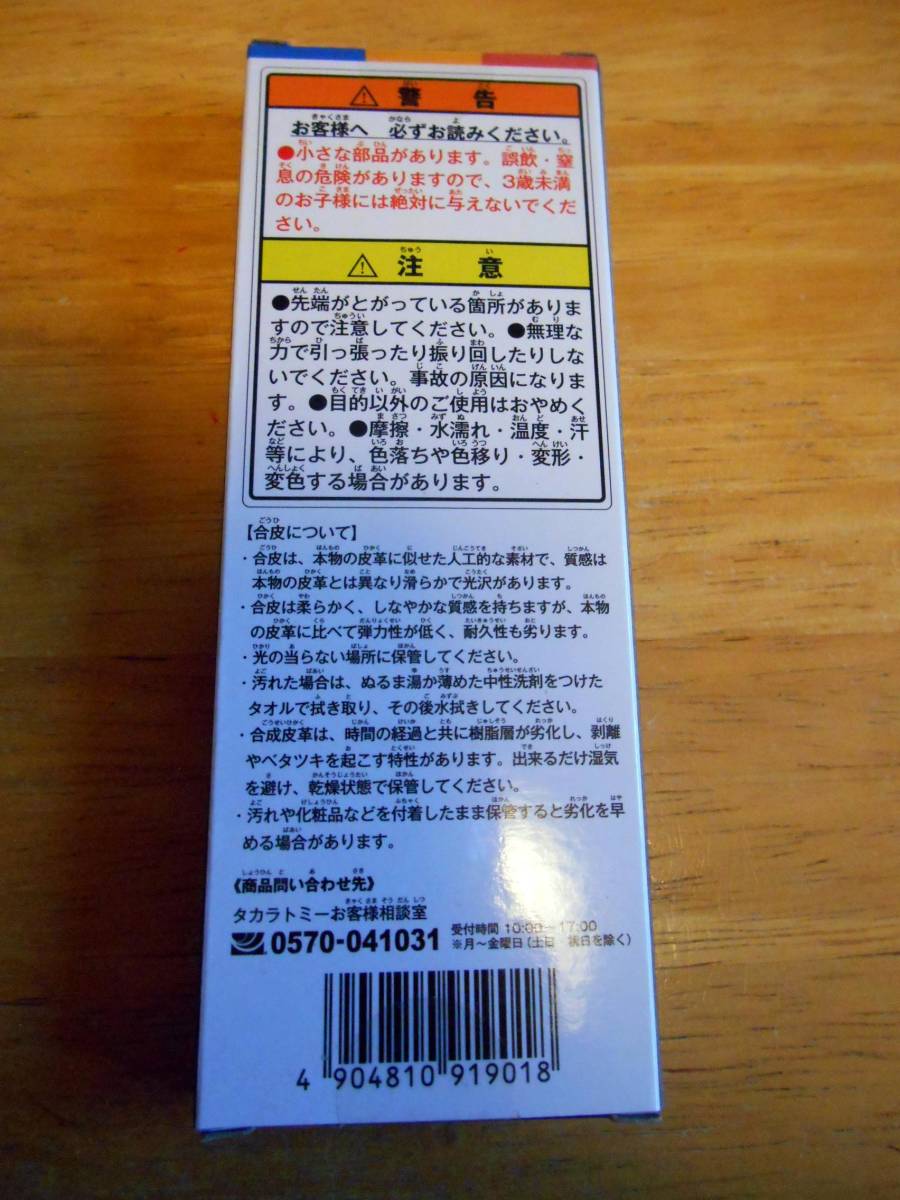 ⚠ 警告
お客様へ 必ずお読みください。
●小さな部品があります。誤飲・窒
息の危険がありますので、3歳未満
のお子様には絶対に与えないでくだ
さい。
⚠ 注意
●先端がとがっている箇所がありま
すので注意してください。●無理な
力で引っ張ったり振り回したりしな
いでください。事故の原因になりま
す。●目的以外のご使用はおやめく
ださい。●摩擦・水濡れ・温度・汗
等により、色落ちや色移り・変形・
変色する場合があります。
【合皮について】
・合皮は、本物の皮革に似せた人工的な素材で、質感は
本物の皮革とは異なり滑らかで光沢があります。
・合皮は柔らかく、しなやかな質感を持ちますが、本物
の皮革に比べて弾力性が低く、耐久性も劣ります。
・光の当らない場所に保管してください。
・汚れた場合は、ぬるま湯か薄めた中性洗剤をつけた
タオルで拭き取り、その後水拭きしてください。
・合成皮革は、時間の経過と共に樹脂層が劣化し、剥離
やベタツキを起こす特性があります。出来るだけ湿気
を避け、乾燥状態で保管してください。
・汚れや化粧品などを付着したまま保管すると劣化を早
める場合があります。
《商品問い合わせ先》
タカラトミーお客様相談室
0570-041031
受付時間 10:00～17:00
※月～金曜日(土日 祝日を除く)
4 904810 919018